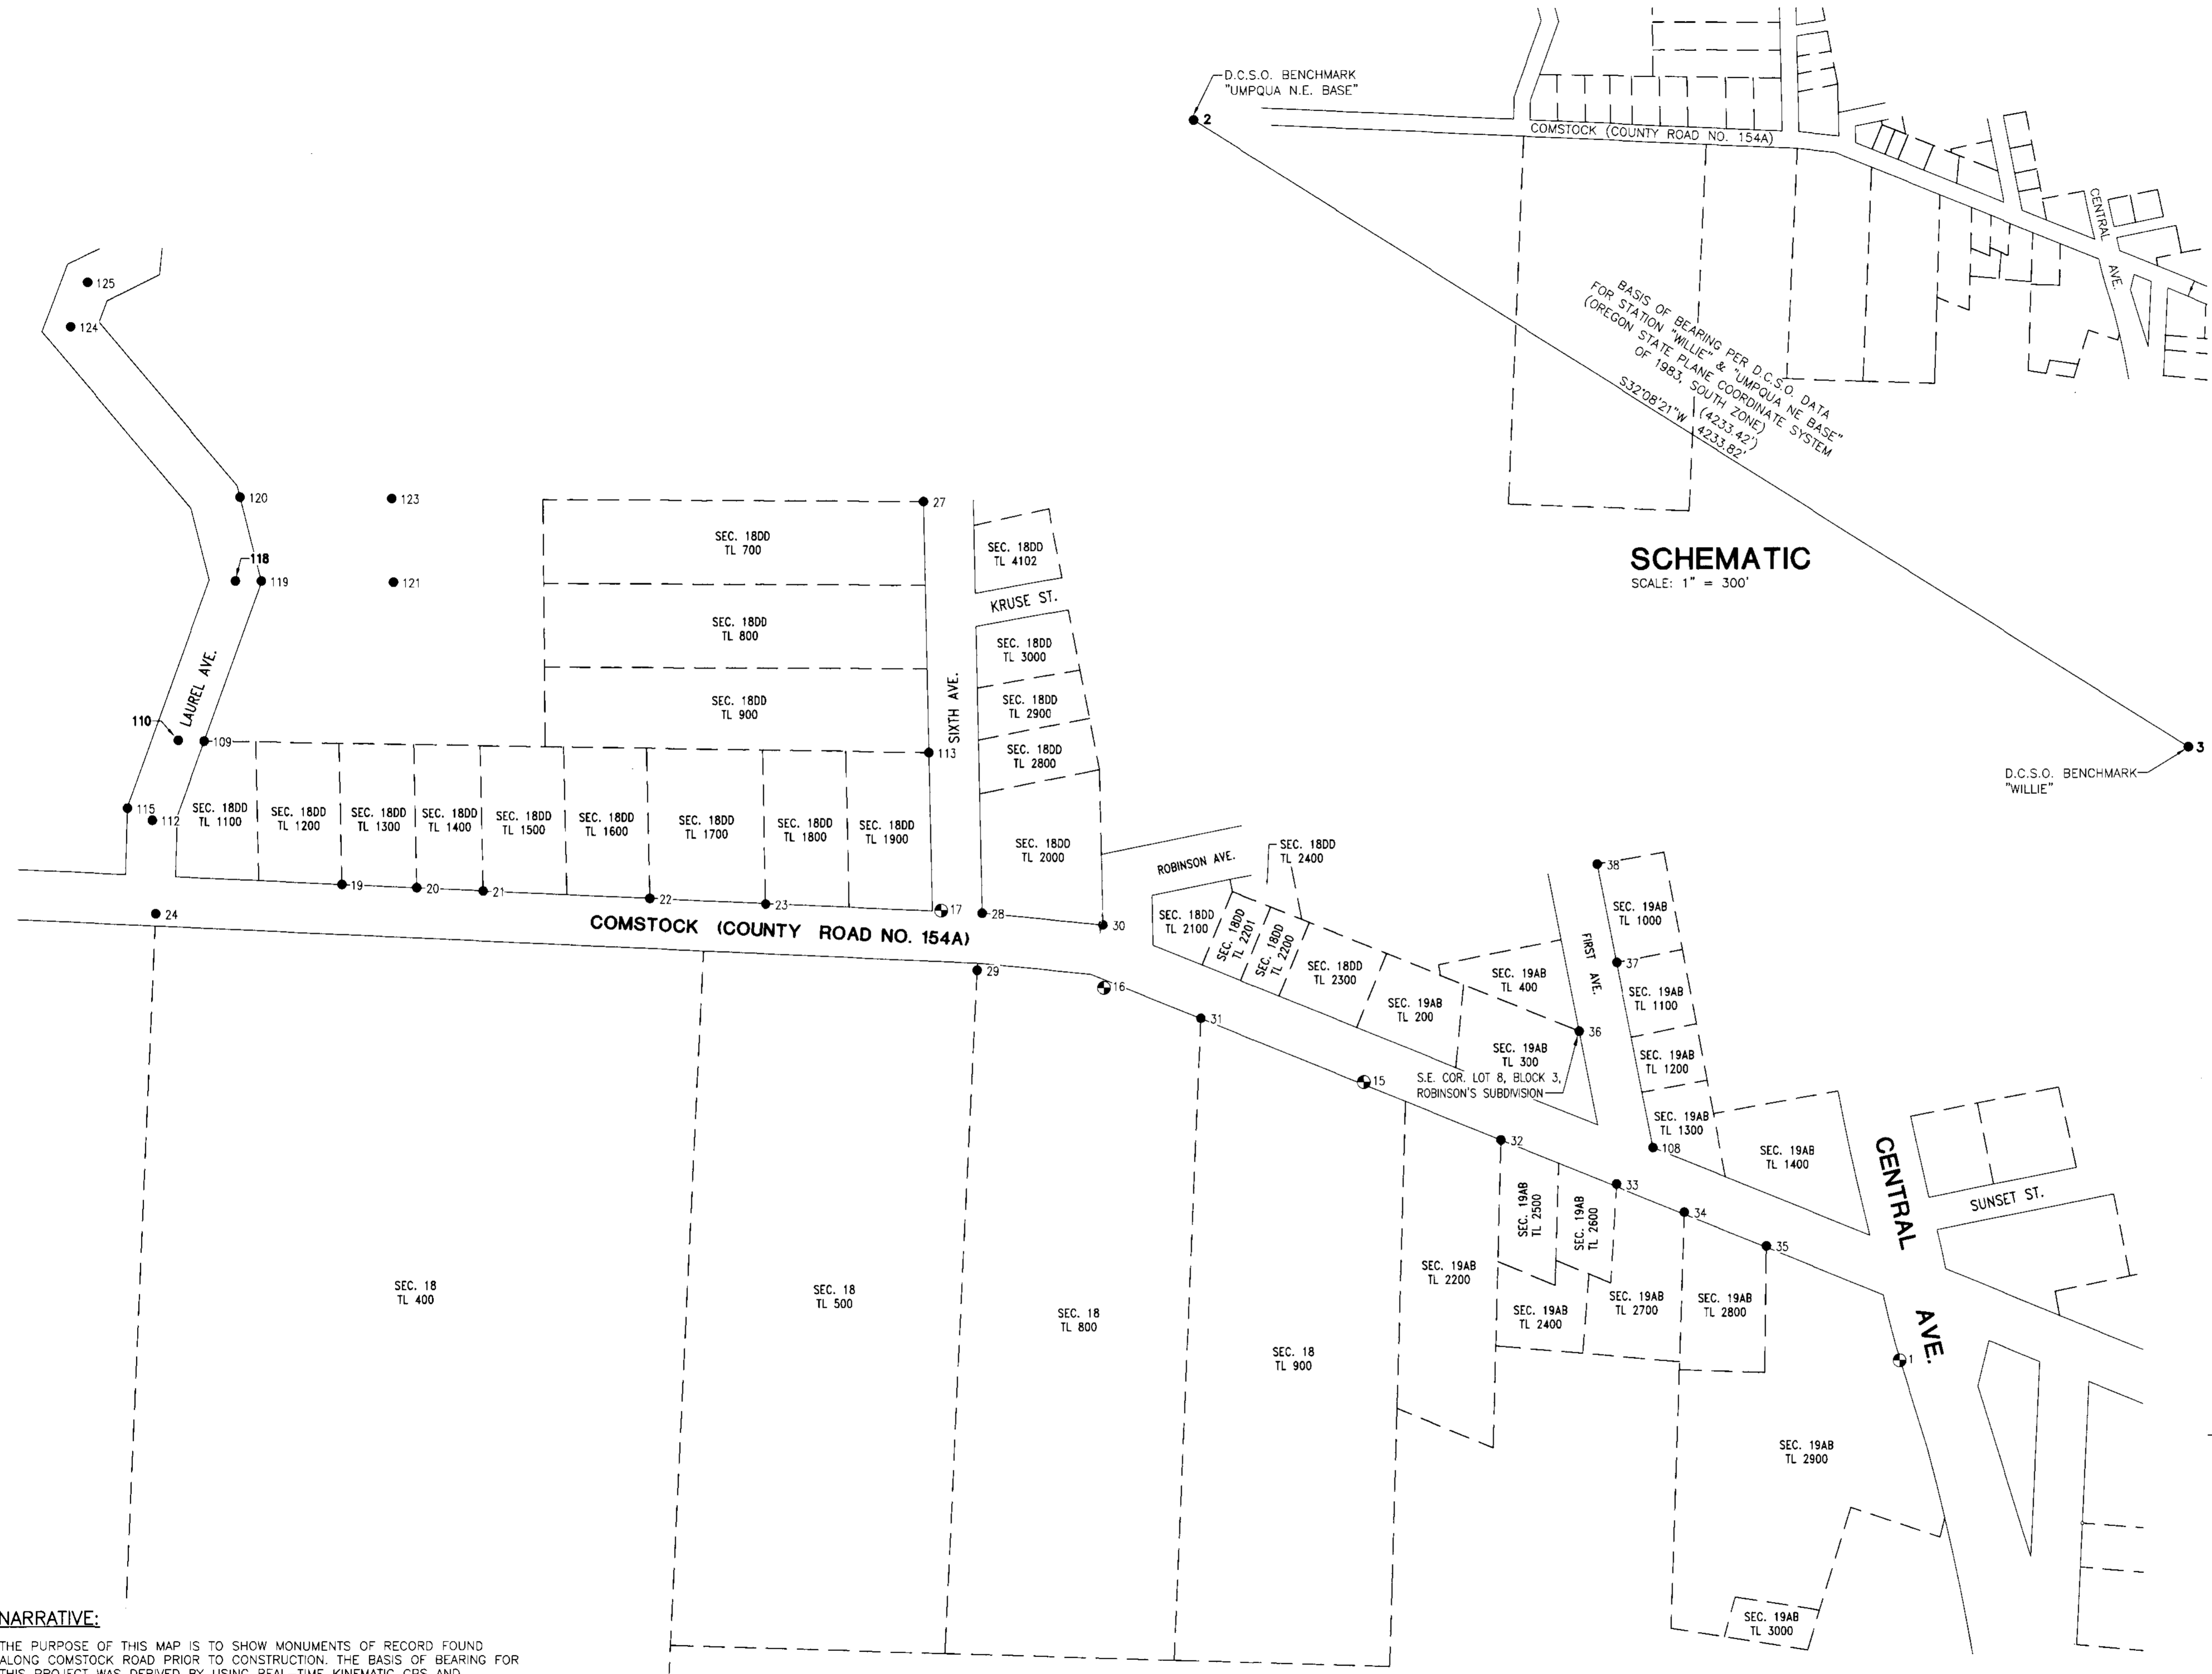 D.C.S.O. BENCHMARK
"UMPQUA N.E. BASE"
2
COMSTOCK (COUNTY ROAD NO. 154A)
CENTRAL
AVE.
BASIS OF BEARING PER D.C.S.O. DATA
FOR STATION "WILLIE" & "UMPQUA NE BASE"
(OREGON STATE PLANE COORDINATE SYSTEM
OF 1983, SOUTH ZONE)
(4233.42')
S32°08'21"W 4233.82'
SCHEMATIC
SCALE: 1" = 300'
3
D.C.S.O. BENCHMARK
"WILLIE"
125
124
120
123
118
119
121
110
109
115
112
LAUREL AVE.
27
SEC. 18DD
TL 700
SEC. 18DD
TL 800
SEC. 18DD
TL 900
113
SIXTH AVE.
SEC. 18DD
TL 4102
KRUSE ST.
SEC. 18DD
TL 3000
SEC. 18DD
TL 2900
SEC. 18DD
TL 2800
SEC. 18DD
TL 2000
SEC. 18DD
TL 1100
SEC. 18DD
TL 1200
SEC. 18DD
TL 1300
SEC. 18DD
TL 1400
SEC. 18DD
TL 1500
SEC. 18DD
TL 1600
SEC. 18DD
TL 1700
SEC. 18DD
TL 1800
SEC. 18DD
TL 1900
24
19
20
21
22
23
17
28
30
COMSTOCK (COUNTY ROAD NO. 154A)
29
16
31
15
ROBINSON AVE.
SEC. 18DD
TL 2400
SEC. 18DD
TL 2100
SEC. 18DD
TL 2201
SEC. 18DD
TL 2200
SEC. 18DD
TL 2300
SEC. 19AB
TL 200
SEC. 19AB
TL 400
SEC. 19AB
TL 300
S.E. COR. LOT 8, BLOCK 3,
ROBINSON'S SUBDIVISION
FIRST AVE.
36
38
37
108
SEC. 19AB
TL 1000
SEC. 19AB
TL 1100
SEC. 19AB
TL 1200
SEC. 19AB
TL 1300
SEC. 19AB
TL 1400
CENTRAL
AVE.
SUNSET ST.
32
33
34
35
1
SEC. 19AB
TL 2500
SEC. 19AB
TL 2600
SEC. 19AB
TL 2200
SEC. 19AB
TL 2400
SEC. 19AB
TL 2700
SEC. 19AB
TL 2800
SEC. 18
TL 400
SEC. 18
TL 500
SEC. 18
TL 800
SEC. 18
TL 900
SEC. 19AB
TL 2900
SEC. 19AB
TL 3000
NARRATIVE:
THE PURPOSE OF THIS MAP IS TO SHOW MONUMENTS OF RECORD FOUND
ALONG COMSTOCK ROAD PRIOR TO CONSTRUCTION. THE BASIS OF BEARING FOR
THIS PROJECT WAS DERIVED BY USING REAL TIME KINEMATIC GPS AND